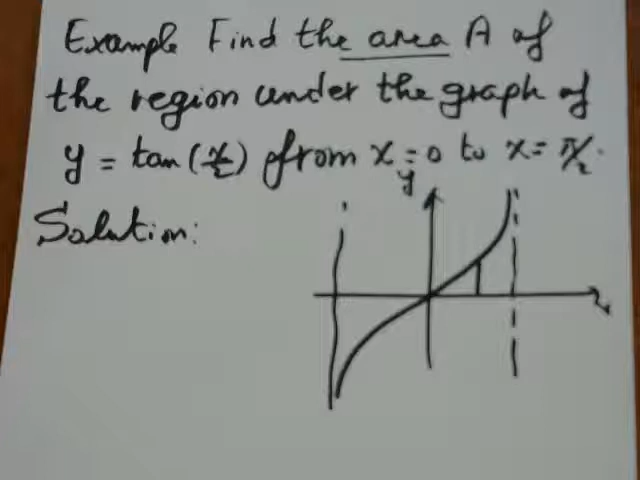 Example Find the area A of
the region under the graph of
y = tan(x/2) from x=0 to x= π/2.
Solution:
y
x